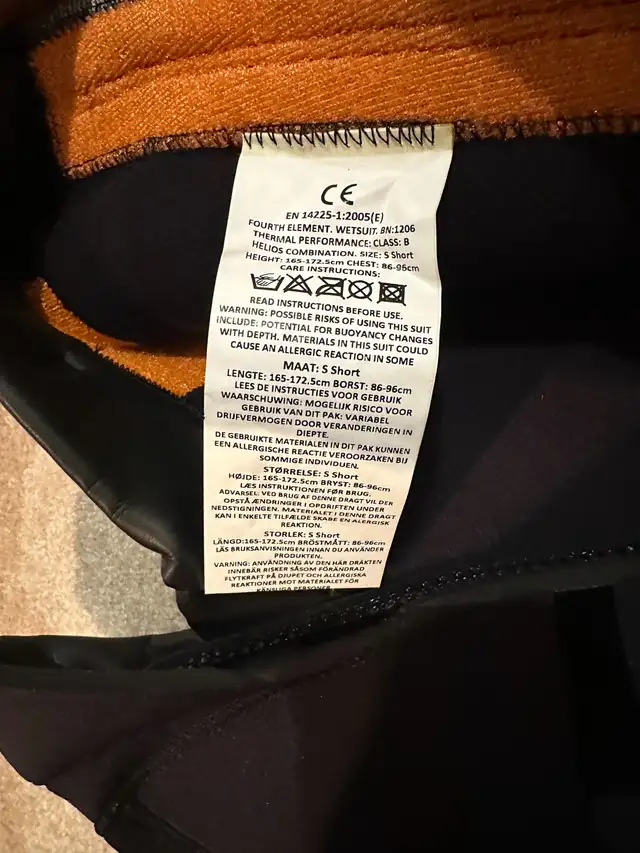 CE
EN 14225-1:2005(E)
FOURTH ELEMENT. WETSUIT. BN:1206
THERMAL PERFORMANCE: CLASS: B
HELIOS COMBINATION. SIZE: S Short
HEIGHT: 165-172.5cm CHEST: 86-96cm
CARE INSTRUCTIONS:
READ INSTRUCTIONS BEFORE USE.
WARNING: POSSIBLE RISKS OF USING THIS SUIT
INCLUDE: POTENTIAL FOR BUOYANCY CHANGES
WITH DEPTH. MATERIALS IN THIS SUIT COULD
CAUSE AN ALLERGIC REACTION IN SOME
MAAT: S Short
LENGTE: 165-172.5cm BORST: 86-96cm
LEES DE INSTRUCTIES VOOR GEBRUIK
WAARSCHUWING: MOGELIJK RISICO VOOR
GEBRUIK VAN DIT PAK: VARIABEL
DRIJFVERMOGEN DOOR VERANDERINGEN IN
DIEPTE.
DE GEBRUIKTE MATERIALEN IN DIT PAK KUNNEN
EEN ALLERGISCHE REACTIE VEROORZAKEN BIJ
SOMMIGE INDIVIDUEN.
STØRRELSE: S Short
HØJDE: 165-172.5cm BRYST: 86-96cm
LÆS INSTRUKTIONEN FØR BRUG.
ADVARSEL: VED BRUG AF DENNE DRAGT VIL DER
OPSTÅ ÆNDRINGER I OPDRIFTEN UNDER
NEDSTIGNINGEN. MATERIALET I DENNE DRAGT
KAN I ENKELTE TILFÆLDE SKABE EN ALERGISK
REAKTION.
STORLEK: S Short
LÄNGD:165-172.5cm BRÖSTMÅTT: 86-96cm
LÄS BRUKSANVISNINGEN INNAN DU ANVÄNDER
PRODUKTEN.
VARNING: ANVÄNDNING AV DEN HÄR DRÄKTEN
INNEBÄR RISKER SÅSOM FÖRÄNDRAD
FLYTKRAFT PÅ DJUPET OCH ALLERGISKA
REAKTIONER MOT MATERIALET FÖR
KÄNSLIGA PERSONER